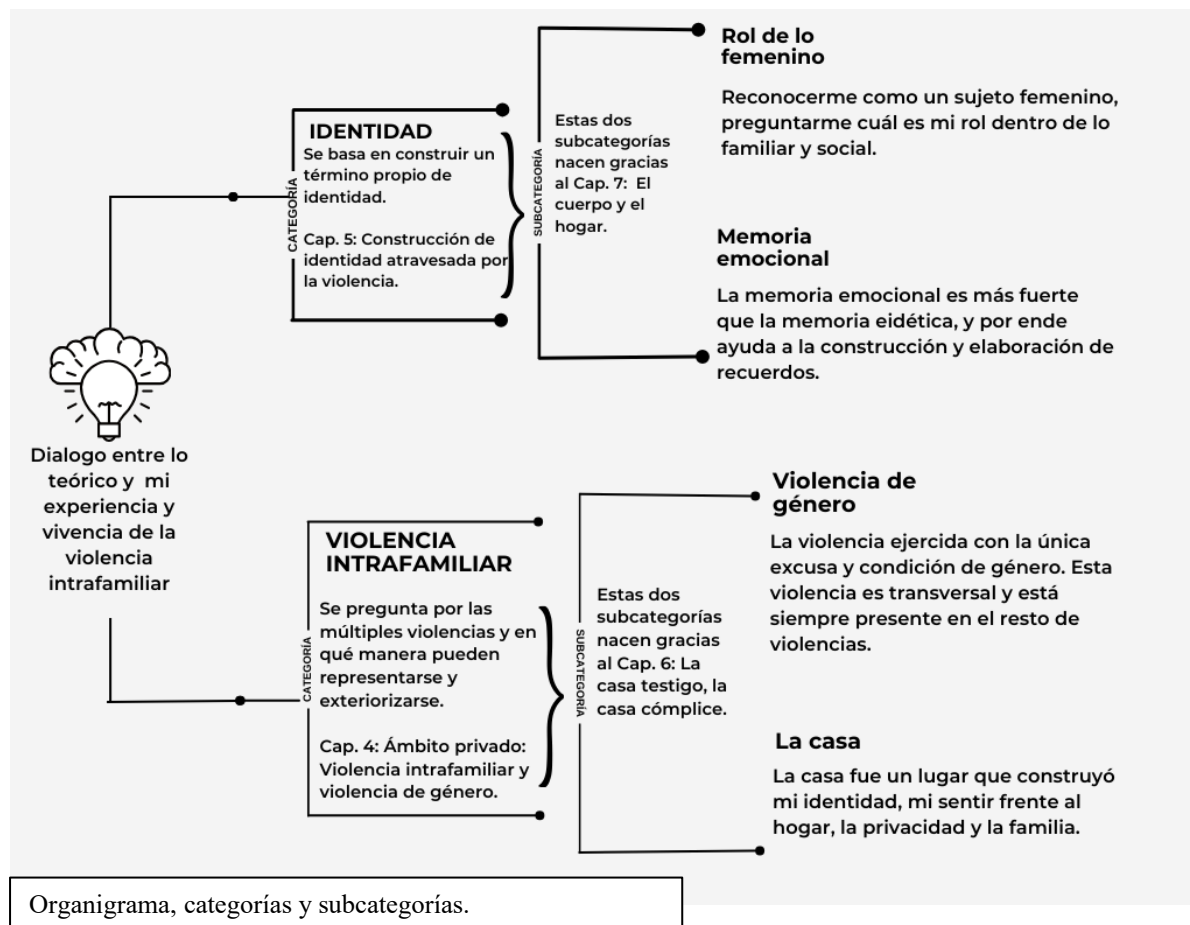 Dialogo entre lo
teórico y mi
experiencia y
vivencia de la
violencia
intrafamiliar
CATEGORÍA
IDENTIDAD
Se basa en construir un
término propio de
identidad.
Cap. 5: Construcción de
identidad atravesada por
la violencia.
SUBCATEGORÍA
Estas dos
subcategorías
nacen gracias
al Cap. 7: El
cuerpo y el
hogar.
Rol de lo
femenino
Reconocerme como un sujeto femenino,
preguntarme cuál es mi rol dentro de lo
familiar y social.
Memoria
emocional
La memoria emocional es más fuerte
que la memoria eidética, y por ende
ayuda a la construcción y elaboración de
recuerdos.
CATEGORÍA
VIOLENCIA
INTRAFAMILIAR
Se pregunta por las
múltiples violencias y en
qué manera pueden
representarse y
exteriorizarse.
Cap. 4: Ámbito privado:
Violencia intrafamiliar y
violencia de género.
SUBCATEGORÍA
Estas dos
subcategorías
nacen gracias
al Cap. 6: La
casa testigo, la
casa cómplice.
Violencia de
género
La violencia ejercida con la única
excusa y condición de género. Esta
violencia es transversal y está
siempre presente en el resto de
violencias.
La casa
La casa fue un lugar que construyó
mi identidad, mi sentir frente al
hogar, la privacidad y la familia.
Organigrama, categorías y subcategorías.